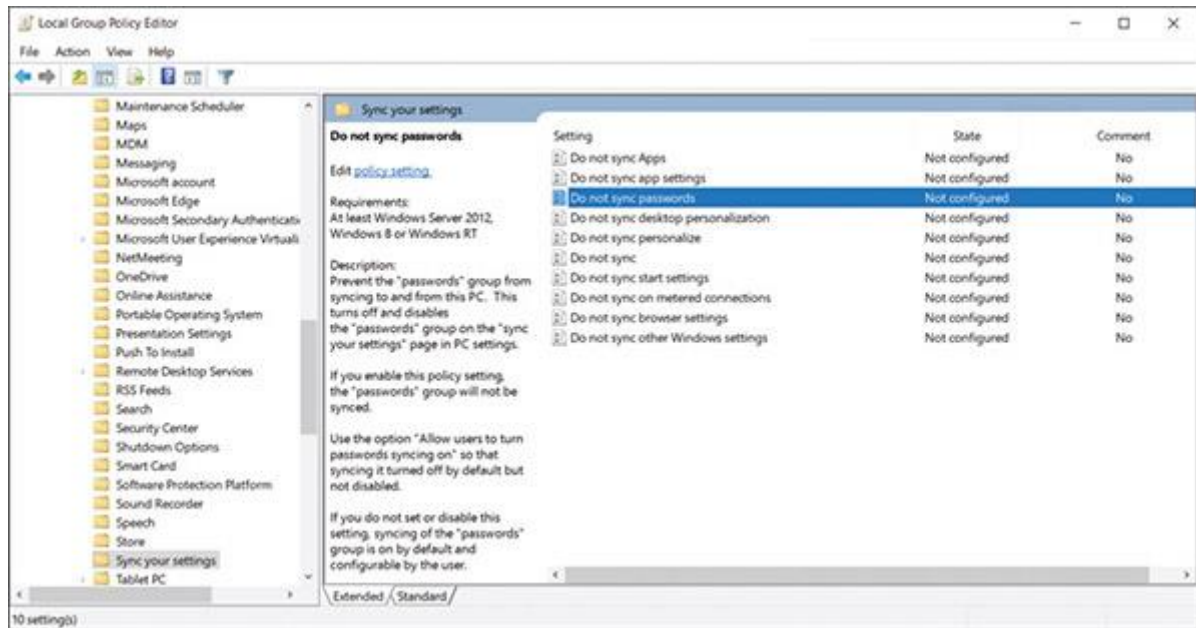 Local Group Policy Editor
File Action View Help
Maintenance Scheduler
Maps
MDM
Messaging
Microsoft account
Microsoft Edge
Microsoft Secondary Authenticatio
Microsoft User Experience Virtuali
NetMeeting
OneDrive
Online Assistance
Portable Operating System
Presentation Settings
Push To Install
Remote Desktop Services
RSS Feeds
Search
Security Center
Shutdown Options
Smart Card
Software Protection Platform
Sound Recorder
Speech
Store
Sync your settings
Tablet PC
Sync your settings
Do not sync passwords
Edit policy setting
Requirements:
At least Windows Server 2012,
Windows 8 or Windows RT
Description:
Prevent the "passwords" group from
syncing to and from this PC. This
turns off and disables
the "passwords" group on the "sync
your settings" page in PC settings.
If you enable this policy setting,
the "passwords" group will not be
synced.
Use the option "Allow users to turn
passwords syncing on" so that
syncing it turned off by default but
not disabled.
If you do not set or disable this
setting, syncing of the "passwords"
group is on by default and
configurable by the user.
Setting State Comment
Do not sync Apps Not configured No
Do not sync app settings Not configured No
Do not sync passwords Not configured No
Do not sync desktop personalization Not configured No
Do not sync personalize Not configured No
Do not sync Not configured No
Do not sync start settings Not configured No
Do not sync on metered connections Not configured No
Do not sync browser settings Not configured No
Do not sync other Windows settings Not configured No
Extended Standard
10 setting(s)